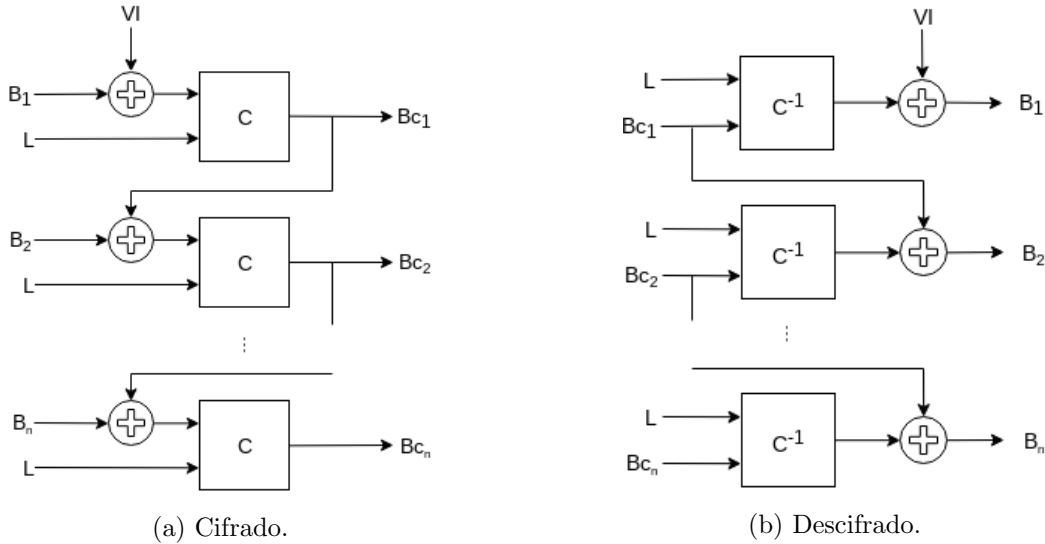 VI
B1
L
C
Bc1
B2
L
C
Bc2
⋮
Bn
L
C
Bcn
(a) Cifrado.
VI
L
Bc1
C-1
B1
L
Bc2
C-1
B2
⋮
L
Bcn
C-1
Bn
(b) Descifrado.